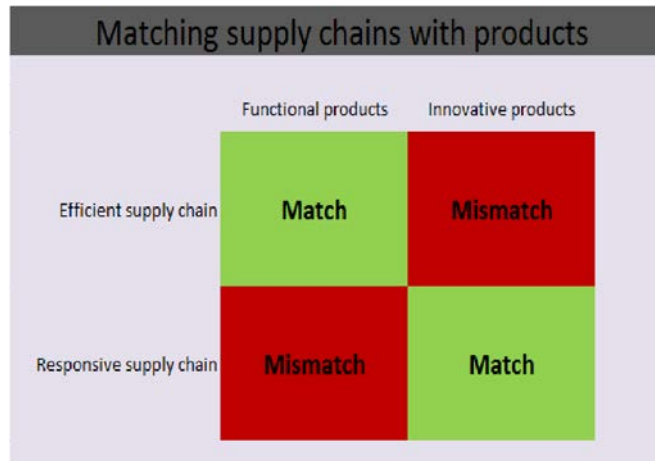 Matching supply chains with products
Functional products Innovative products
Efficient supply chain Match Mismatch
Responsive supply chain Mismatch Match